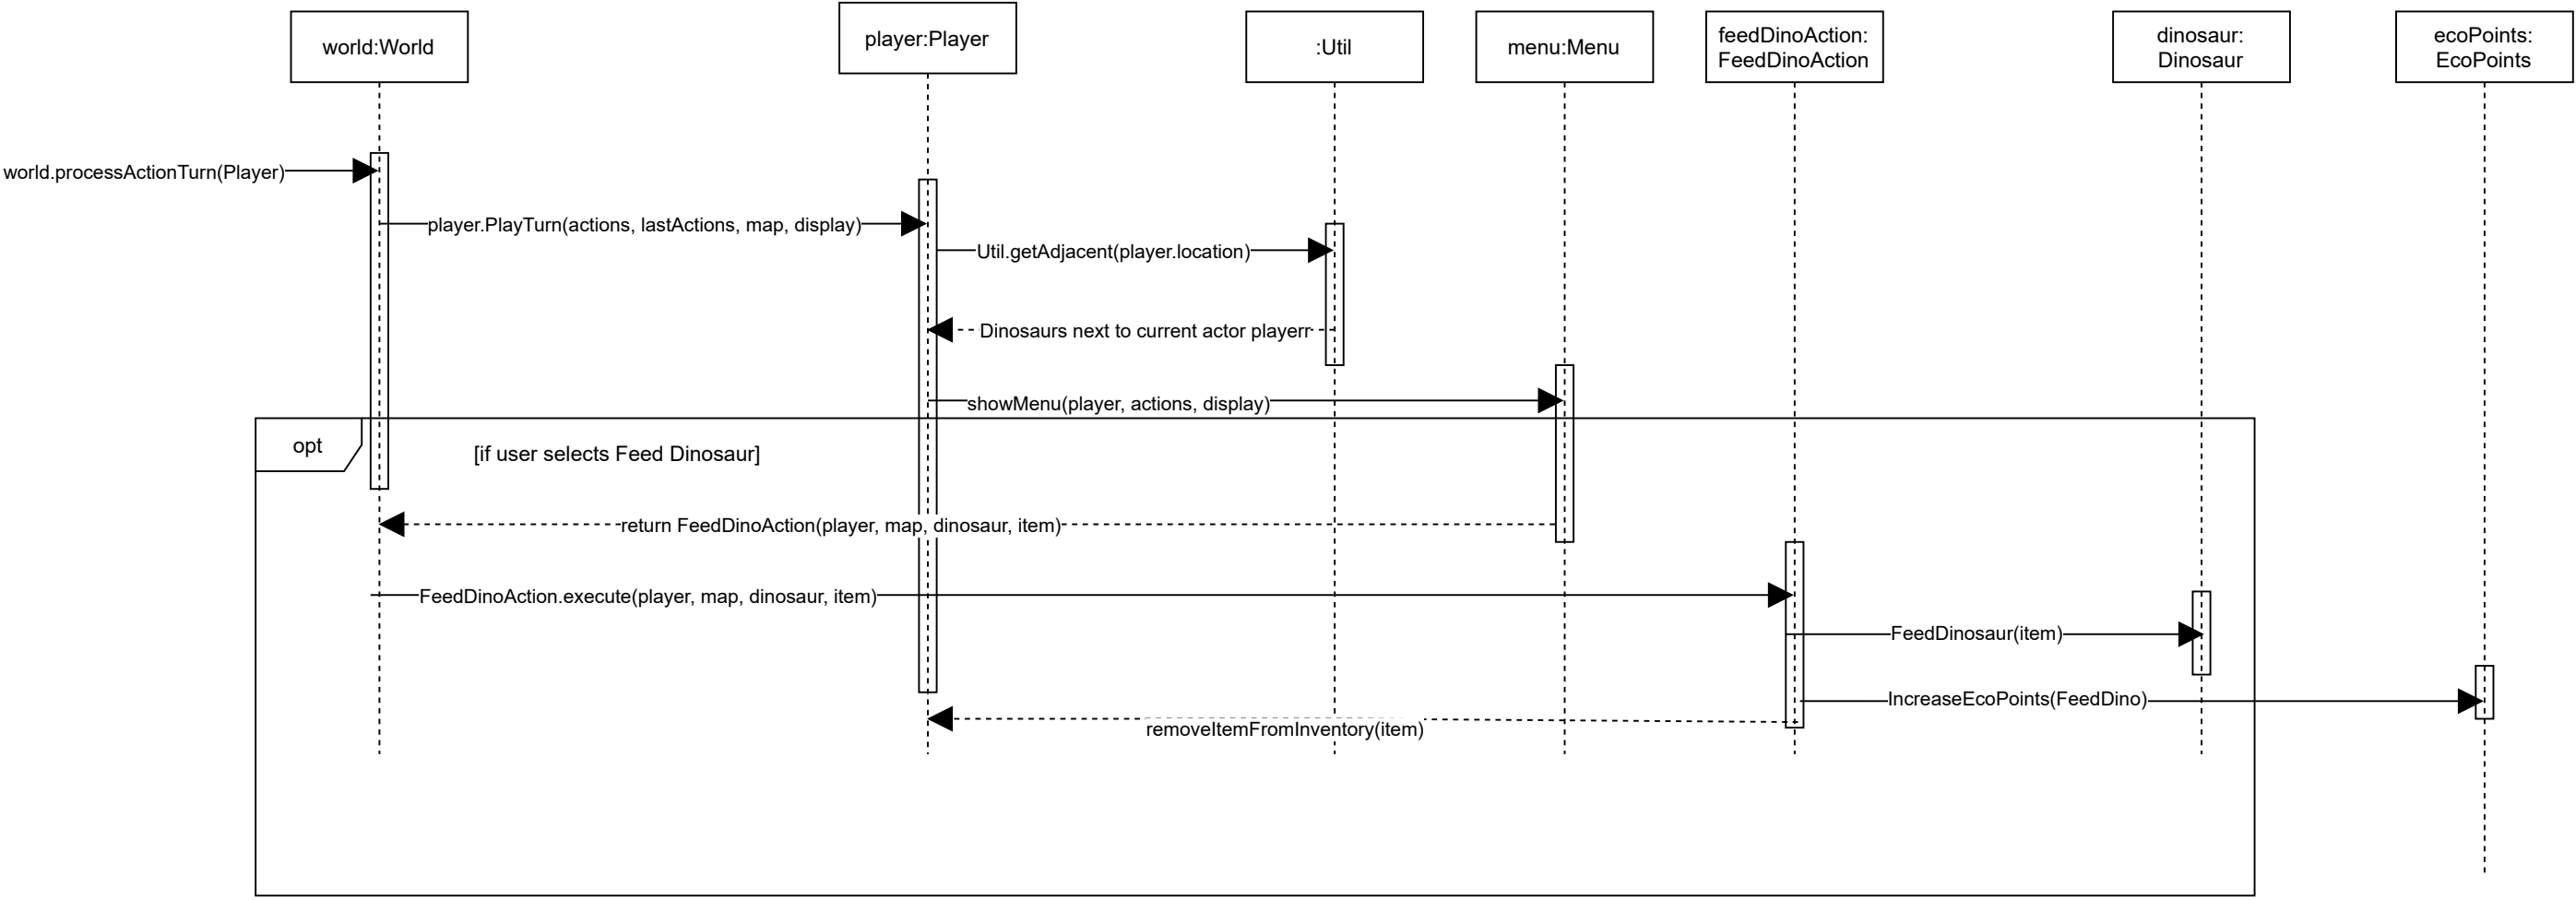 world:World
player:Player
:Util
menu:Menu
feedDinoAction:
FeedDinoAction
dinosaur:
Dinosaur
ecoPoints:
EcoPoints
world.processActionTurn(Player)
player.PlayTurn(actions, lastActions, map, display)
Util.getAdjacent(player.location)
Dinosaurs next to current actor playerr
showMenu(player, actions, display)
opt
[if user selects Feed Dinosaur]
return FeedDinoAction(player, map, dinosaur, item)
FeedDinoAction.execute(player, map, dinosaur, item)
FeedDinosaur(item)
IncreaseEcoPoints(FeedDino)
removeItemFromInventory(item)